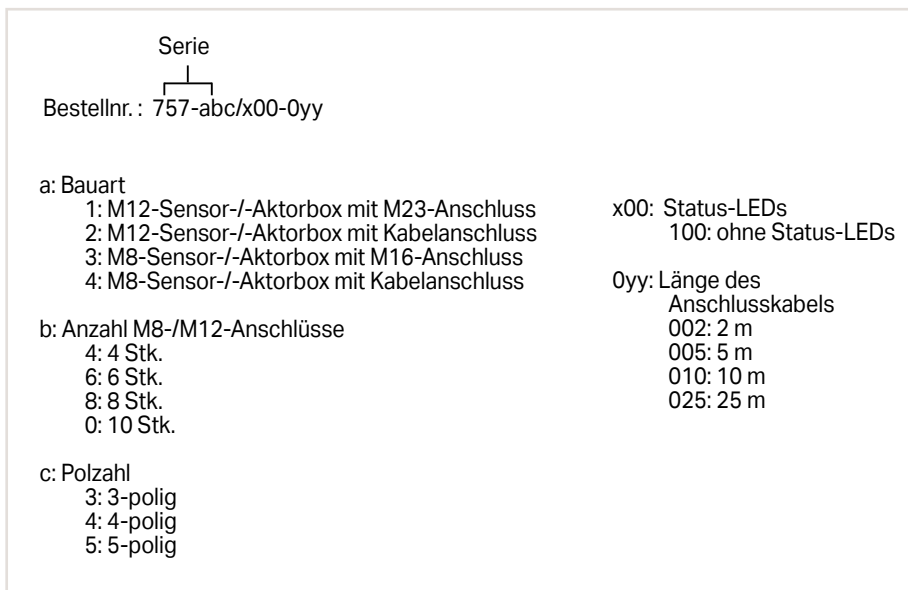 Serie
Bestellnr.: 757-abc/x00-0yy
a: Bauart
1: M12-Sensor-/-Aktorbox mit M23-Anschluss
2: M12-Sensor-/-Aktorbox mit Kabelanschluss
3: M8-Sensor-/-Aktorbox mit M16-Anschluss
4: M8-Sensor-/-Aktorbox mit Kabelanschluss
b: Anzahl M8-/M12-Anschlüsse
4: 4 Stk.
6: 6 Stk.
8: 8 Stk.
0: 10 Stk.
c: Polzahl
3: 3-polig
4: 4-polig
5: 5-polig
x00: Status-LEDs
100: ohne Status-LEDs
0yy: Länge des
Anschlusskabels
002: 2 m
005: 5 m
010: 10 m
025: 25 m